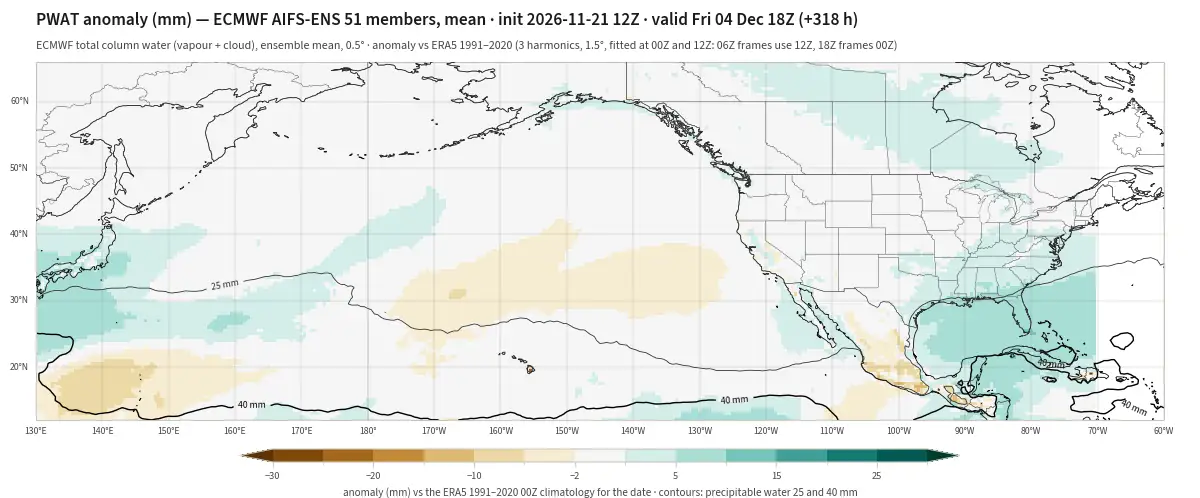 PWAT anomaly (mm) — ECMWF AIFS-ENS 51 members, mean · init 2026-11-21 12Z · valid Fri 04 Dec 18Z (+318 h)
ECMWF total column water (vapour + cloud), ensemble mean, 0.5° · anomaly vs ERA5 1991–2020 (3 harmonics, 1.5°, fitted at 00Z and 12Z: 06Z frames use 12Z, 18Z frames 00Z)
60°N
50°N
40°N
30°N
20°N
25 mm
40 mm
40 mm
40 mm
40 mm
130°E 140°E 150°E 160°E 170°E 180° 170°W 160°W 150°W 140°W 130°W 120°W 110°W 100°W 90°W 80°W 70°W 60°W
−30 −20 −10 −2 5 15 25
anomaly (mm) vs the ERA5 1991–2020 00Z climatology for the date · contours: precipitable water 25 and 40 mm